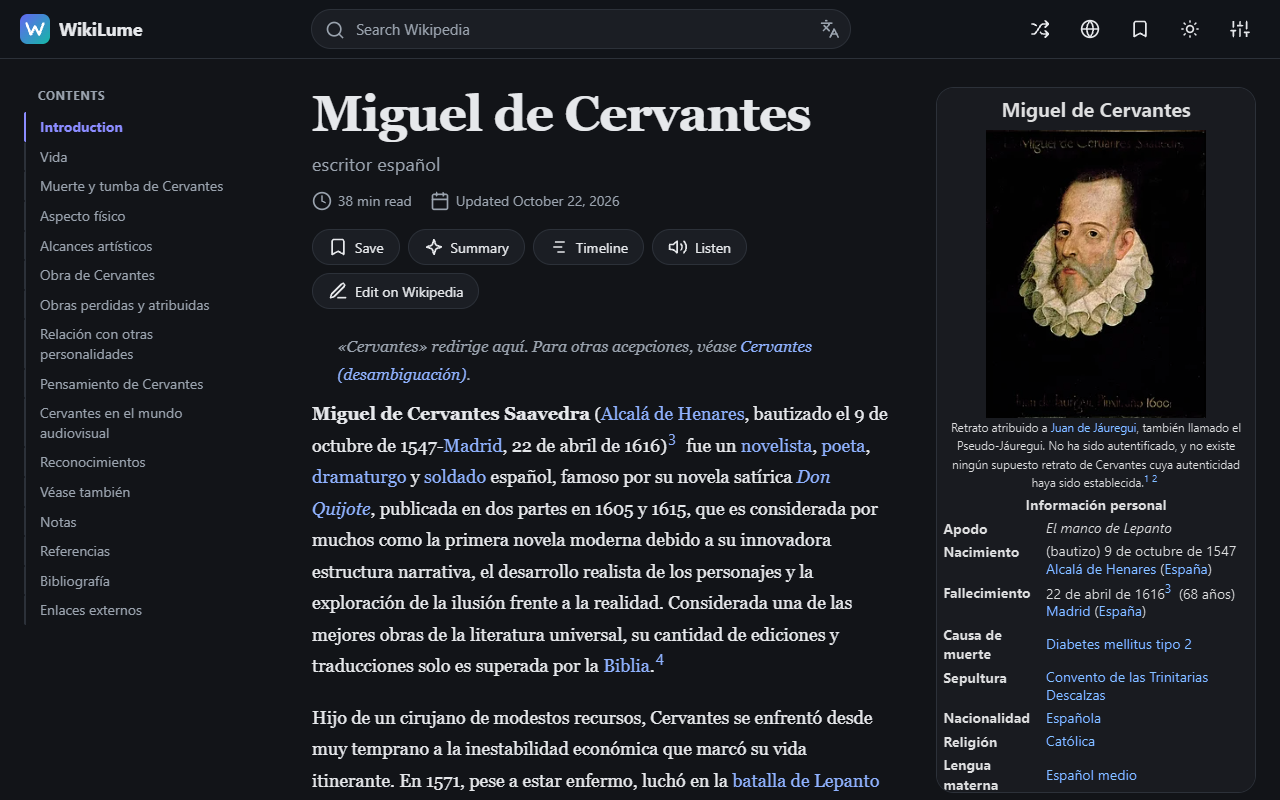 WikiLume
Search Wikipedia
CONTENTS
Introduction
Vida
Muerte y tumba de Cervantes
Aspecto físico
Alcances artísticos
Obra de Cervantes
Obras perdidas y atribuidas
Relación con otras
personalidades
Pensamiento de Cervantes
Cervantes en el mundo
audiovisual
Reconocimientos
Véase también
Notas
Referencias
Bibliografía
Enlaces externos
Miguel de Cervantes
escritor español
38 min read
Updated October 22, 2026
Save
Summary
Timeline
Listen
Edit on Wikipedia
«Cervantes» redirige aquí. Para otras acepciones, véase Cervantes
(desambiguación).
Miguel de Cervantes Saavedra (Alcalá de Henares, bautizado el 9 de
octubre de 1547-Madrid, 22 de abril de 1616)3 fue un novelista, poeta,
dramaturgo y soldado español, famoso por su novela satírica Don
Quijote, publicada en dos partes en 1605 y 1615, que es considerada por
muchos como la primera novela moderna debido a su innovadora
estructura narrativa, el desarrollo realista de los personajes y la
exploración de la ilusión frente a la realidad. Considerada una de las
mejores obras de la literatura universal, su cantidad de ediciones y
traducciones solo es superada por la Biblia.4
Hijo de un cirujano de modestos recursos, Cervantes se enfrentó desde
muy temprano a la inestabilidad económica que marcó su vida
itinerante. En 1571, pese a estar enfermo, luchó en la batalla de Lepanto
Miguel de Cervantes
Retrato atribuido a Juan de Jáuregui, también llamado el
Pseudo-Jáuregui. No ha sido autentificado, y no existe
ningún supuesto retrato de Cervantes cuya autenticidad
haya sido establecida.1 2
Información personal
Apodo El manco de Lepanto
Nacimiento (bautizo) 9 de octubre de 1547
Alcalá de Henares (España)
Fallecimiento 22 de abril de 16163 (68 años)
Madrid (España)
Causa de
muerte
Diabetes mellitus tipo 2
Sepultura Convento de las Trinitarias
Descalzas
Nacionalidad Española
Religión Católica
Lengua
materna
Español medio